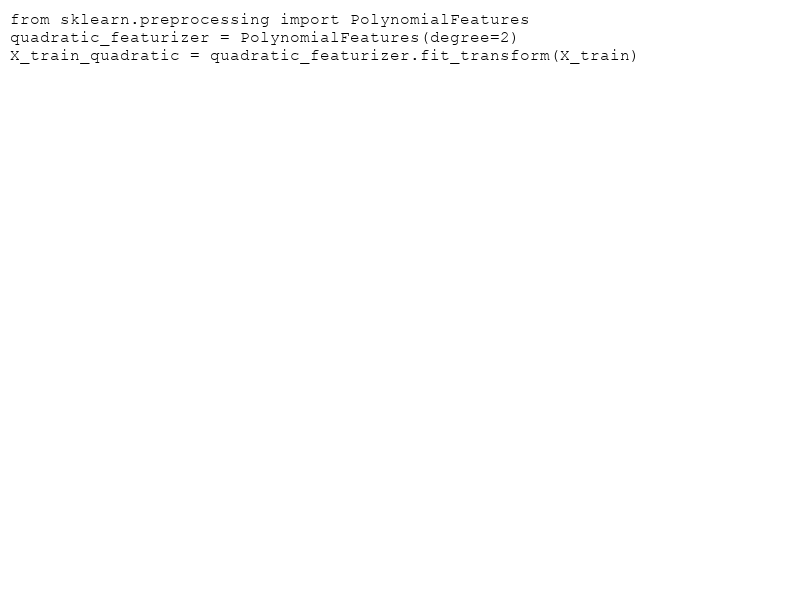 from sklearn.preprocessing import PolynomialFeatures
quadratic_featurizer = PolynomialFeatures(degree=2)
X_train_quadratic = quadratic_featurizer.fit_transform(X_train)